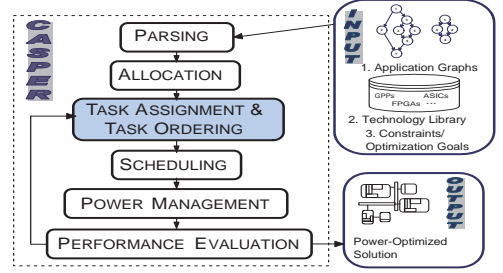 CASPER
PARSING
ALLOCATION
TASK ASSIGNMENT &
TASK ORDERING
SCHEDULING
POWER MANAGEMENT
PERFORMANCE EVALUATION
INPUT
1. Application Graphs
GPPs ASICs
FPGAs ...
2. Technology Library
3. Constraints/
Optimization Goals
OUTPUT
Power-Optimized
Solution